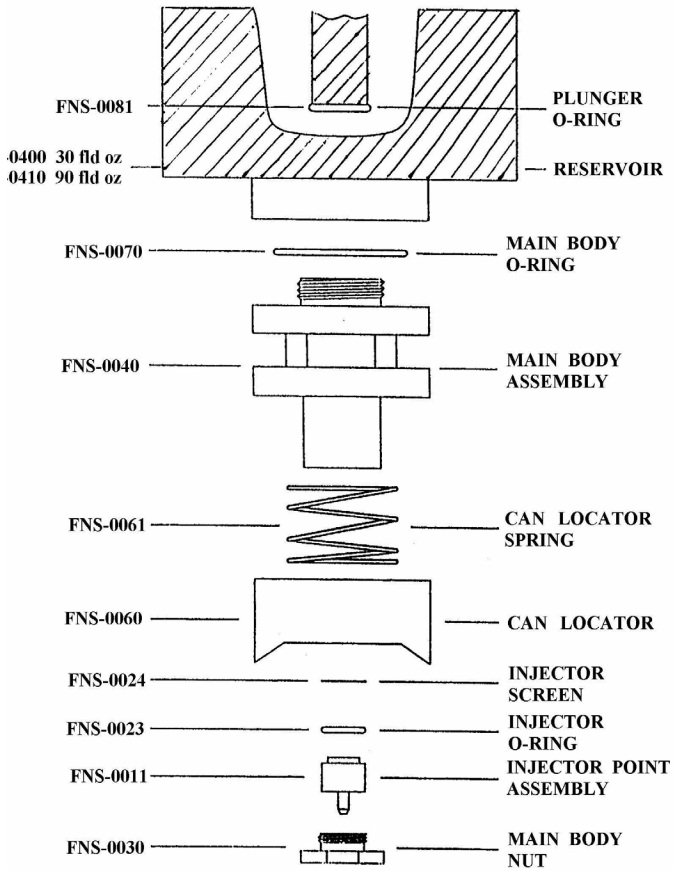 FNS-0081 PLUNGER
O-RING
-0400 30 fld oz
-0410 90 fld oz
RESERVOIR
FNS-0070 MAIN BODY
O-RING
FNS-0040 MAIN BODY
ASSEMBLY
FNS-0061 CAN LOCATOR
SPRING
FNS-0060 CAN LOCATOR
FNS-0024 INJECTOR
SCREEN
FNS-0023 INJECTOR
O-RING
FNS-0011 INJECTOR POINT
ASSEMBLY
FNS-0030 MAIN BODY
NUT